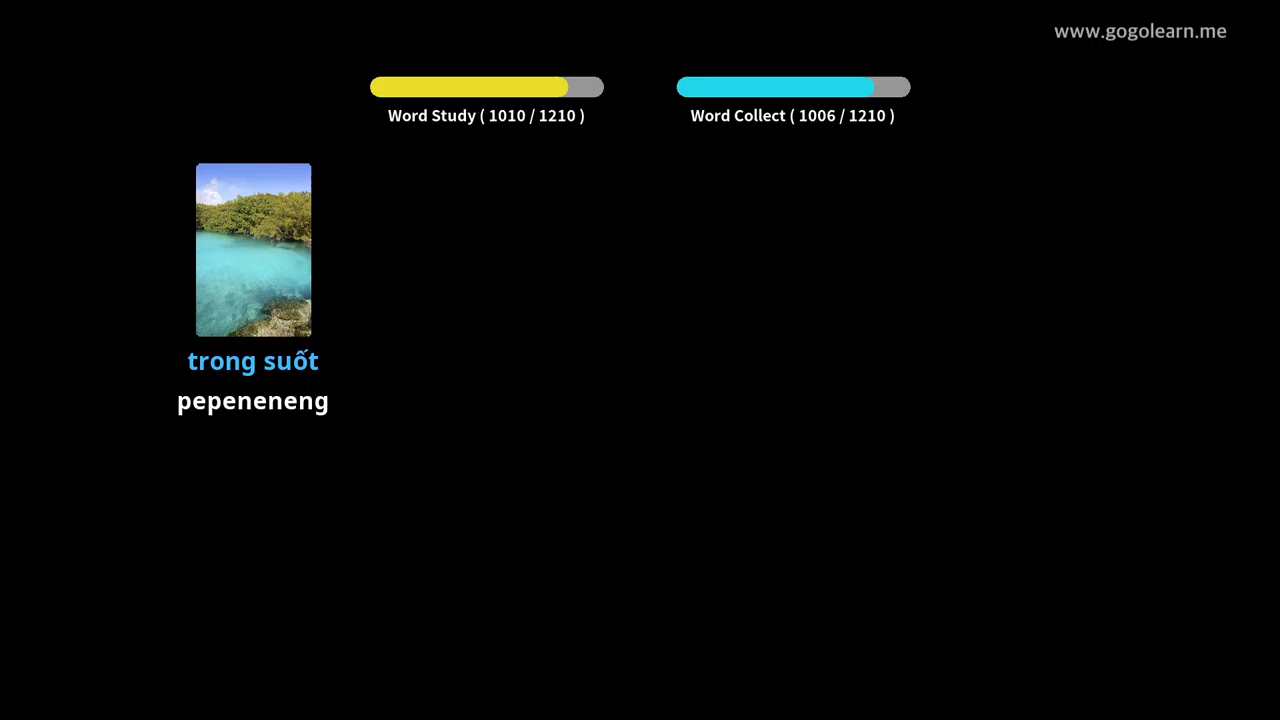 www.gogolearn.me
Word Study ( 1010 / 1210 )
Word Collect ( 1006 / 1210 )
trong suốt
pepeneneng